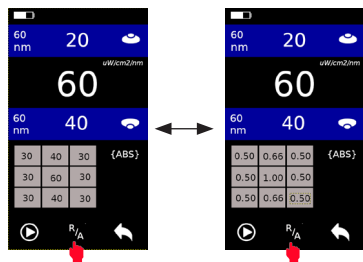 60 nm 20
uW/cm2/nm
60
60 nm 40
30 40 30 {ABS}
30 60 30
30 40 30
R/A
60 nm 20
uW/cm2/nm
60
60 nm 40
0.50 0.66 0.50 {ABS}
0.50 1.00 0.50
0.50 0.66 0.50
R/A